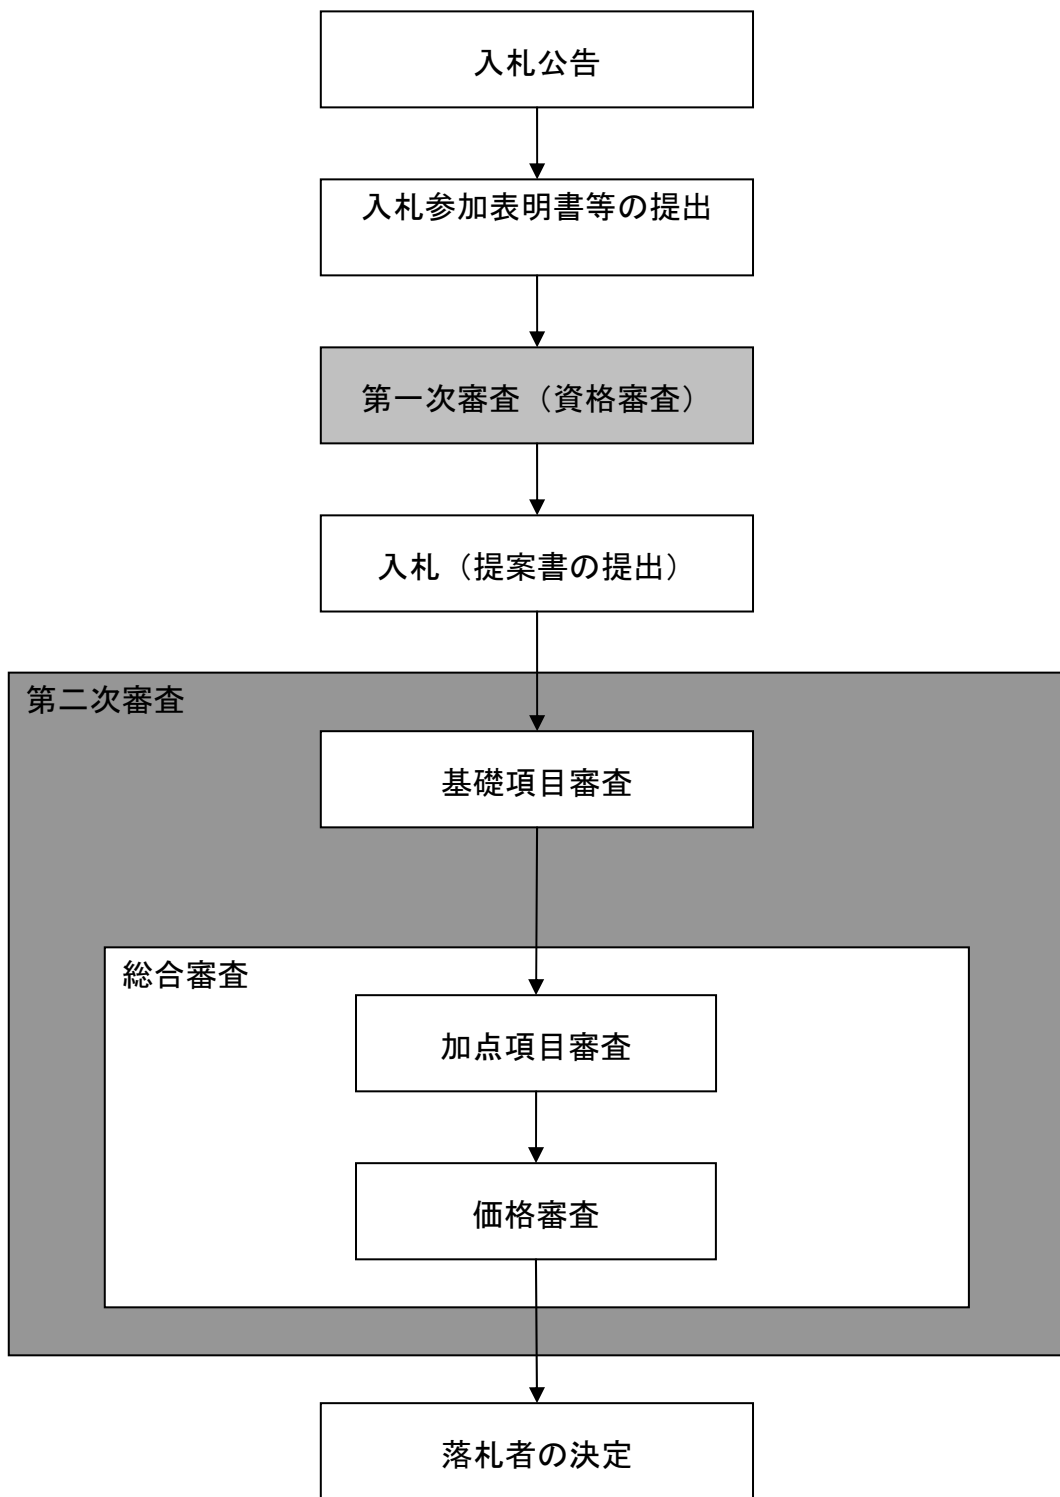 入札公告
入札参加表明書等の提出
第一次審査（資格審査）
入札（提案書の提出）
第二次審査
基礎項目審査
総合審査
加点項目審査
価格審査
落札者の決定